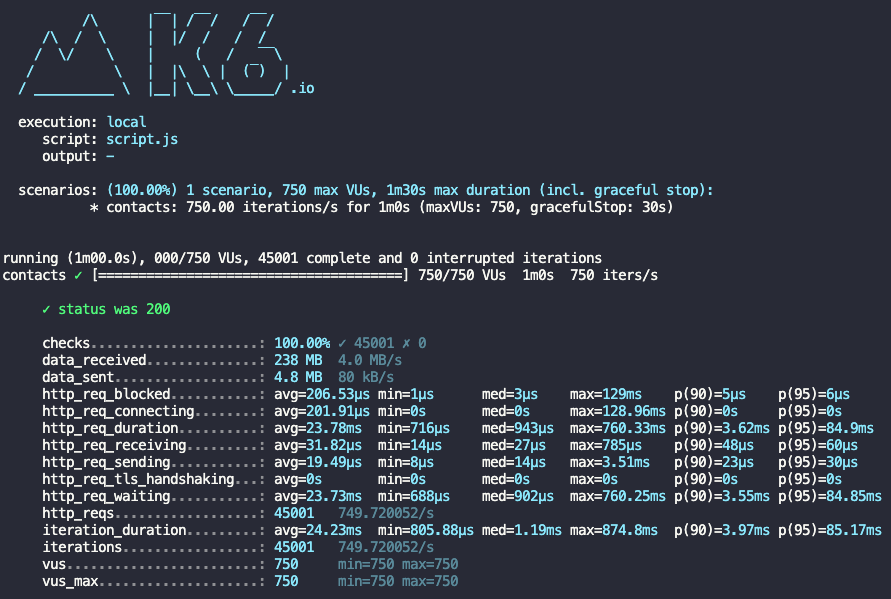 .io
execution: local
script: script.js
output: -
scenarios: (100.00%) 1 scenario, 750 max VUs, 1m30s max duration (incl. graceful stop):
* contacts: 750.00 iterations/s for 1m0s (maxVUs: 750, gracefulStop: 30s)
running (1m00.0s), 000/750 VUs, 45001 complete and 0 interrupted iterations
contacts ✓ [======================================] 750/750 VUs  1m0s  750 iters/s
✓ status was 200
checks.....................: 100.00% ✓ 45001 ✗ 0
data_received..............: 238 MB  4.0 MB/s
data_sent..................: 4.8 MB  80 kB/s
http_req_blocked...........: avg=206.53µs min=1µs      med=3µs    max=129ms    p(90)=5µs    p(95)=6µs
http_req_connecting........: avg=201.91µs min=0s       med=0s     max=128.96ms p(90)=0s     p(95)=0s
http_req_duration..........: avg=23.78ms  min=716µs    med=943µs  max=760.33ms p(90)=3.62ms p(95)=84.9ms
http_req_receiving.........: avg=31.82µs  min=14µs     med=27µs   max=785µs    p(90)=48µs   p(95)=60µs
http_req_sending...........: avg=19.49µs  min=8µs      med=14µs   max=3.51ms   p(90)=23µs   p(95)=30µs
http_req_tls_handshaking...: avg=0s       min=0s       med=0s     max=0s       p(90)=0s     p(95)=0s
http_req_waiting...........: avg=23.73ms  min=688µs    med=902µs  max=760.25ms p(90)=3.55ms p(95)=84.85ms
http_reqs..................: 45001   749.720052/s
iteration_duration.........: avg=24.23ms  min=805.88µs med=1.19ms max=874.8ms  p(90)=3.97ms p(95)=85.17ms
iterations.................: 45001   749.720052/s
vus........................: 750     min=750 max=750
vus_max....................: 750     min=750 max=750